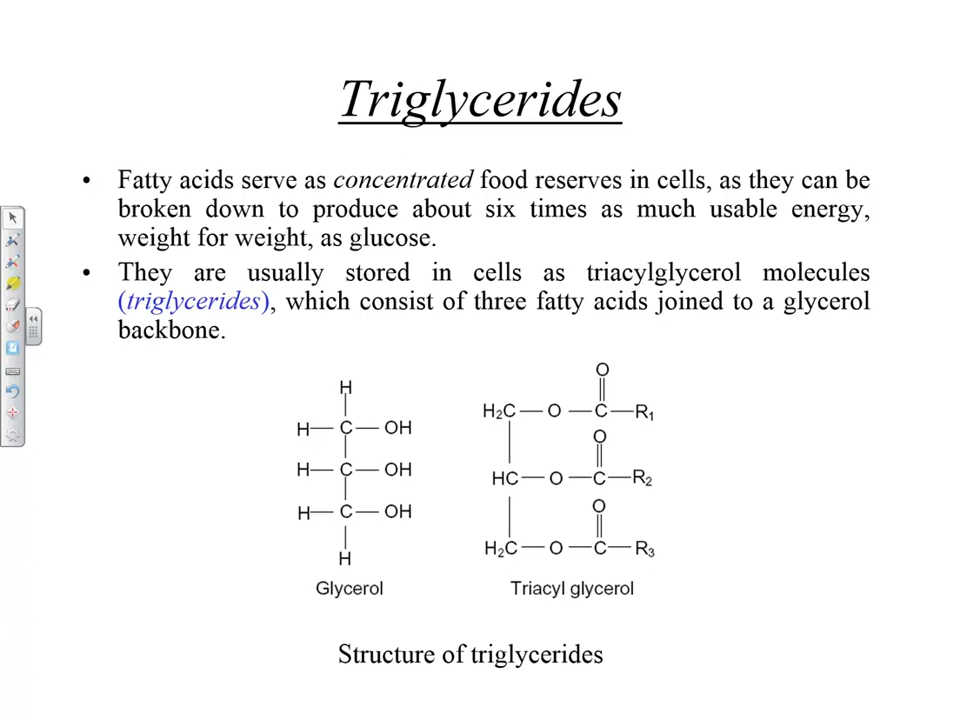 Triglycerides
• Fatty acids serve as concentrated food reserves in cells, as they can be
broken down to produce about six times as much usable energy,
weight for weight, as glucose.
• They are usually stored in cells as triacylglycerol molecules
(triglycerides), which consist of three fatty acids joined to a glycerol
backbone.
H
H — C — OH
H — C — OH
H — C — OH
H
Glycerol
O
H₂C — O — C — R₁
O
HC — O — C — R₂
O
H₂C — O — C — R₃
Triacyl glycerol
Structure of triglycerides